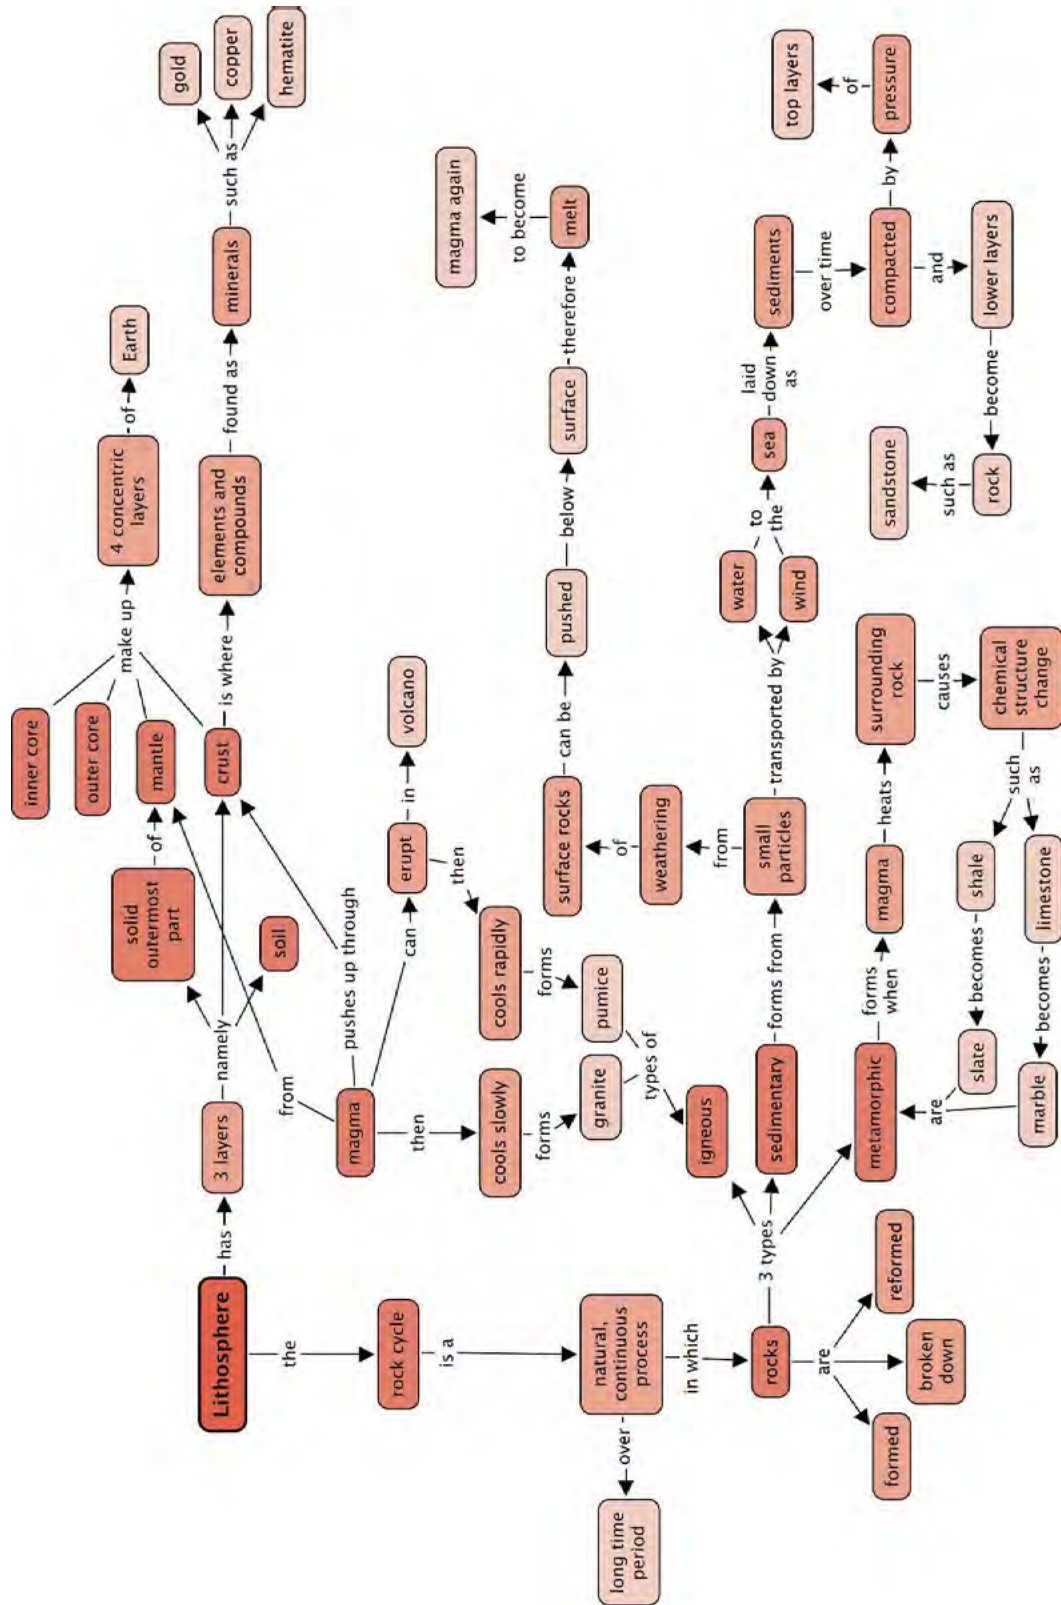 Lithosphere
has
3 layers
namely
solid
outermost
part
of
mantle
crust
soil
inner core
outer core
make up
4 concentric
layers
of
Earth
is where
elements and
compounds
found as
minerals
such as
gold
copper
hematite
the
rock cycle
is a
natural,
continuous
process
over
long time
period
in which
rocks
are
formed
broken
down
reformed
3 types
igneous
sedimentary
metamorphic
magma
from
pushes up through
can
erupt
in
volcano
then
cools rapidly
forms
pumice
then
cools slowly
forms
granite
types of
forms from
small
particles
from
weathering
of
surface rocks
can be
pushed
below
surface
therefore
melt
to become
magma again
transported by
water
wind
to
the
sea
laid
down
as
sediments
over time
compacted
by
pressure
of
top layers
and
lower layers
become
rock
such as
sandstone
forms
when
magma
heats
surrounding
rock
causes
chemical
structure
change
such
as
shale
becomes
slate
limestone
becomes
marble
are